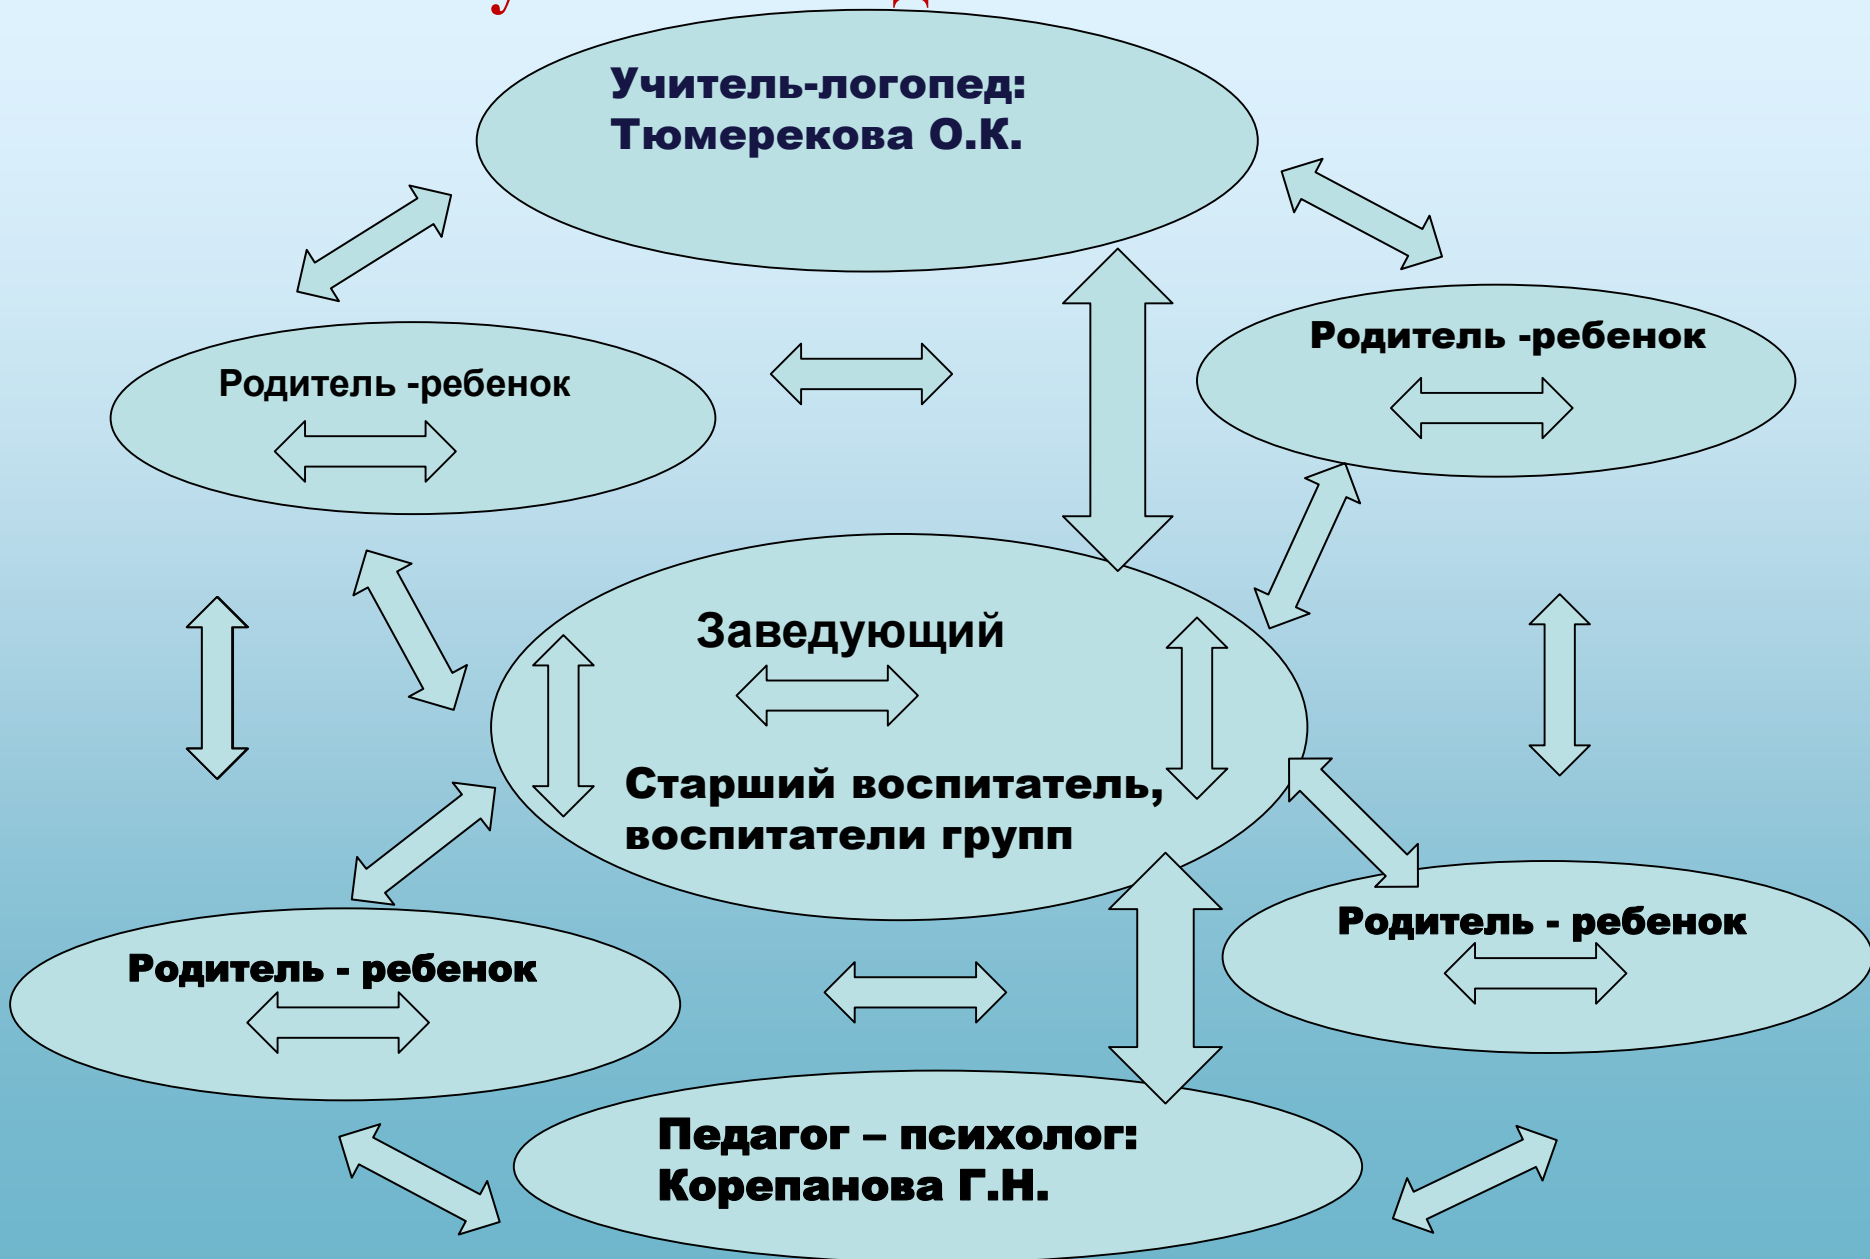 Учитель-логопед:
Тюмерекова О.К.
Родитель -ребенок
Родитель -ребенок
Заведующий
Старший воспитатель,
воспитатели групп
Родитель - ребенок
Родитель - ребенок
Педагог – психолог:
Корепанова Г.Н.